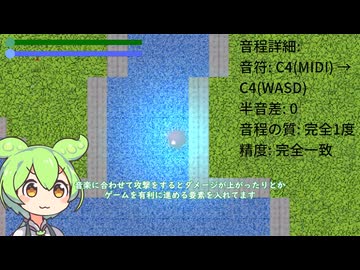 音程詳細:
音符: C4(MIDI) →
C4(WASD)
半音差: 0
音程の質: 完全1度
精度: 完全一致
音楽に合わせて攻撃をするとダメージが上がったりとか
ゲームを有利に進める要素を入れてます